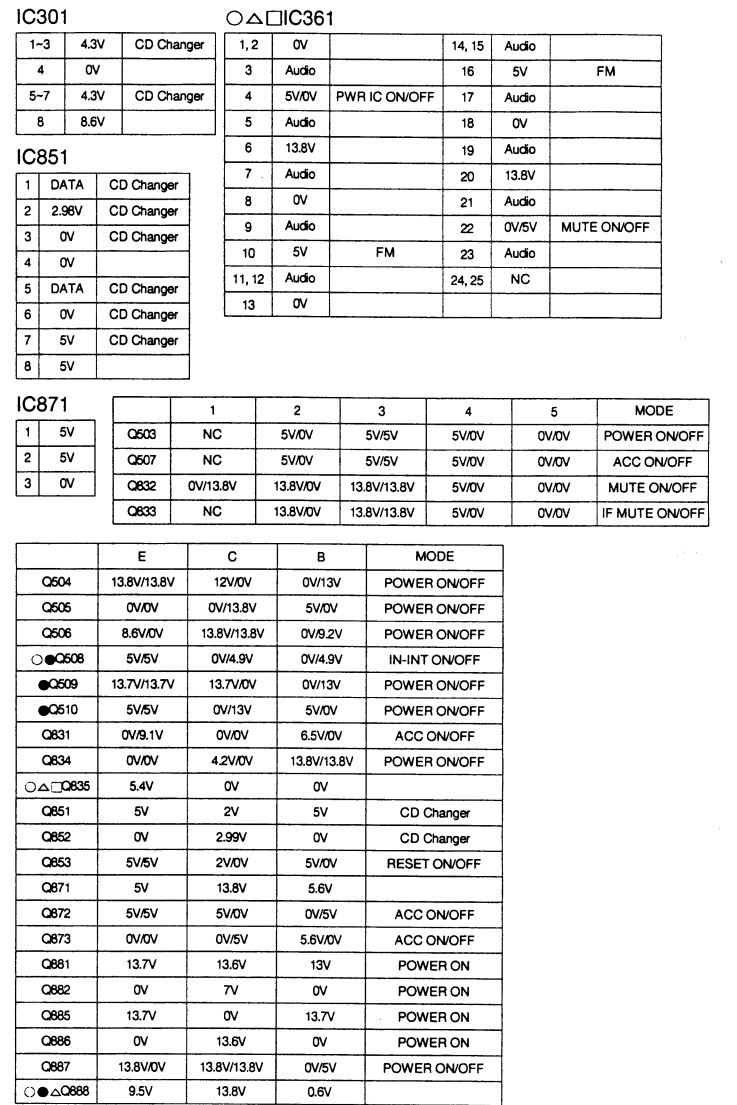 IC301
1~3 4.3V CD Changer
4 0V
5~7 4.3V CD Changer
8 8.6V
○△□IC361
1, 2 0V 14, 15 Audio
3 Audio 16 5V FM
4 5V/0V PWR IC ON/OFF 17 Audio
5 Audio 18 0V
6 13.8V 19 Audio
7 Audio 20 13.8V
8 0V 21 Audio
9 Audio 22 0V/5V MUTE ON/OFF
10 5V FM 23 Audio
11, 12 Audio 24, 25 NC
13 0V
IC851
1 DATA CD Changer
2 2.98V CD Changer
3 0V CD Changer
4 0V
5 DATA CD Changer
6 0V CD Changer
7 5V CD Changer
8 5V
IC871
1 5V
2 5V
3 0V
1 2 3 4 5 MODE
Q503 NC 5V/0V 5V/5V 5V/0V 0V/0V POWER ON/OFF
Q507 NC 5V/0V 5V/5V 5V/0V 0V/0V ACC ON/OFF
Q832 0V/13.8V 13.8V/0V 13.8V/13.8V 5V/0V 0V/0V MUTE ON/OFF
Q833 NC 13.8V/0V 13.8V/13.8V 5V/0V 0V/0V IF MUTE ON/OFF
E C B MODE
Q504 13.8V/13.8V 12V/0V 0V/13V POWER ON/OFF
Q505 0V/0V 0V/13.8V 5V/0V POWER ON/OFF
Q506 8.6V/0V 13.8V/13.8V 0V/9.2V POWER ON/OFF
○●Q508 5V/5V 0V/4.9V 0V/4.9V IN-INT ON/OFF
●Q509 13.7V/13.7V 13.7V/0V 0V/13V POWER ON/OFF
●Q510 5V/5V 0V/13V 5V/0V POWER ON/OFF
Q831 0V/9.1V 0V/0V 6.5V/0V ACC ON/OFF
Q834 0V/0V 4.2V/0V 13.8V/13.8V POWER ON/OFF
○△□Q835 5.4V 0V 0V
Q851 5V 2V 5V CD Changer
Q852 0V 2.99V 0V CD Changer
Q853 5V/5V 2V/0V 5V/0V RESET ON/OFF
Q871 5V 13.8V 5.6V
Q872 5V/5V 5V/0V 0V/5V ACC ON/OFF
Q873 0V/0V 0V/5V 5.6V/0V ACC ON/OFF
Q881 13.7V 13.6V 13V POWER ON
Q882 0V 7V 0V POWER ON
Q885 13.7V 0V 13.7V POWER ON
Q886 0V 13.6V 0V POWER ON
Q887 13.8V/0V 13.8V/13.8V 0V/5V POWER ON/OFF
○●△Q888 9.5V 13.8V 0.6V